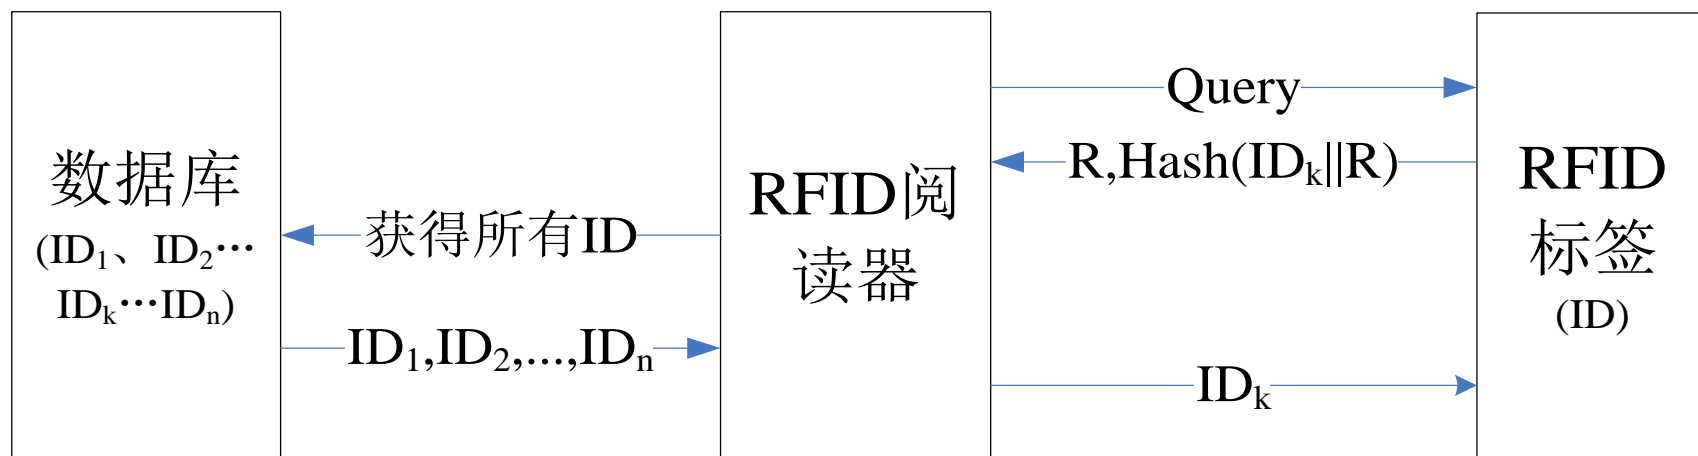 数据库
(ID₁、ID₂…
IDₖ…IDₙ)
获得所有ID
ID₁,ID₂,...,IDₙ
RFID阅
读器
Query
R,Hash(IDₖ||R)
IDₖ
RFID
标签
(ID)